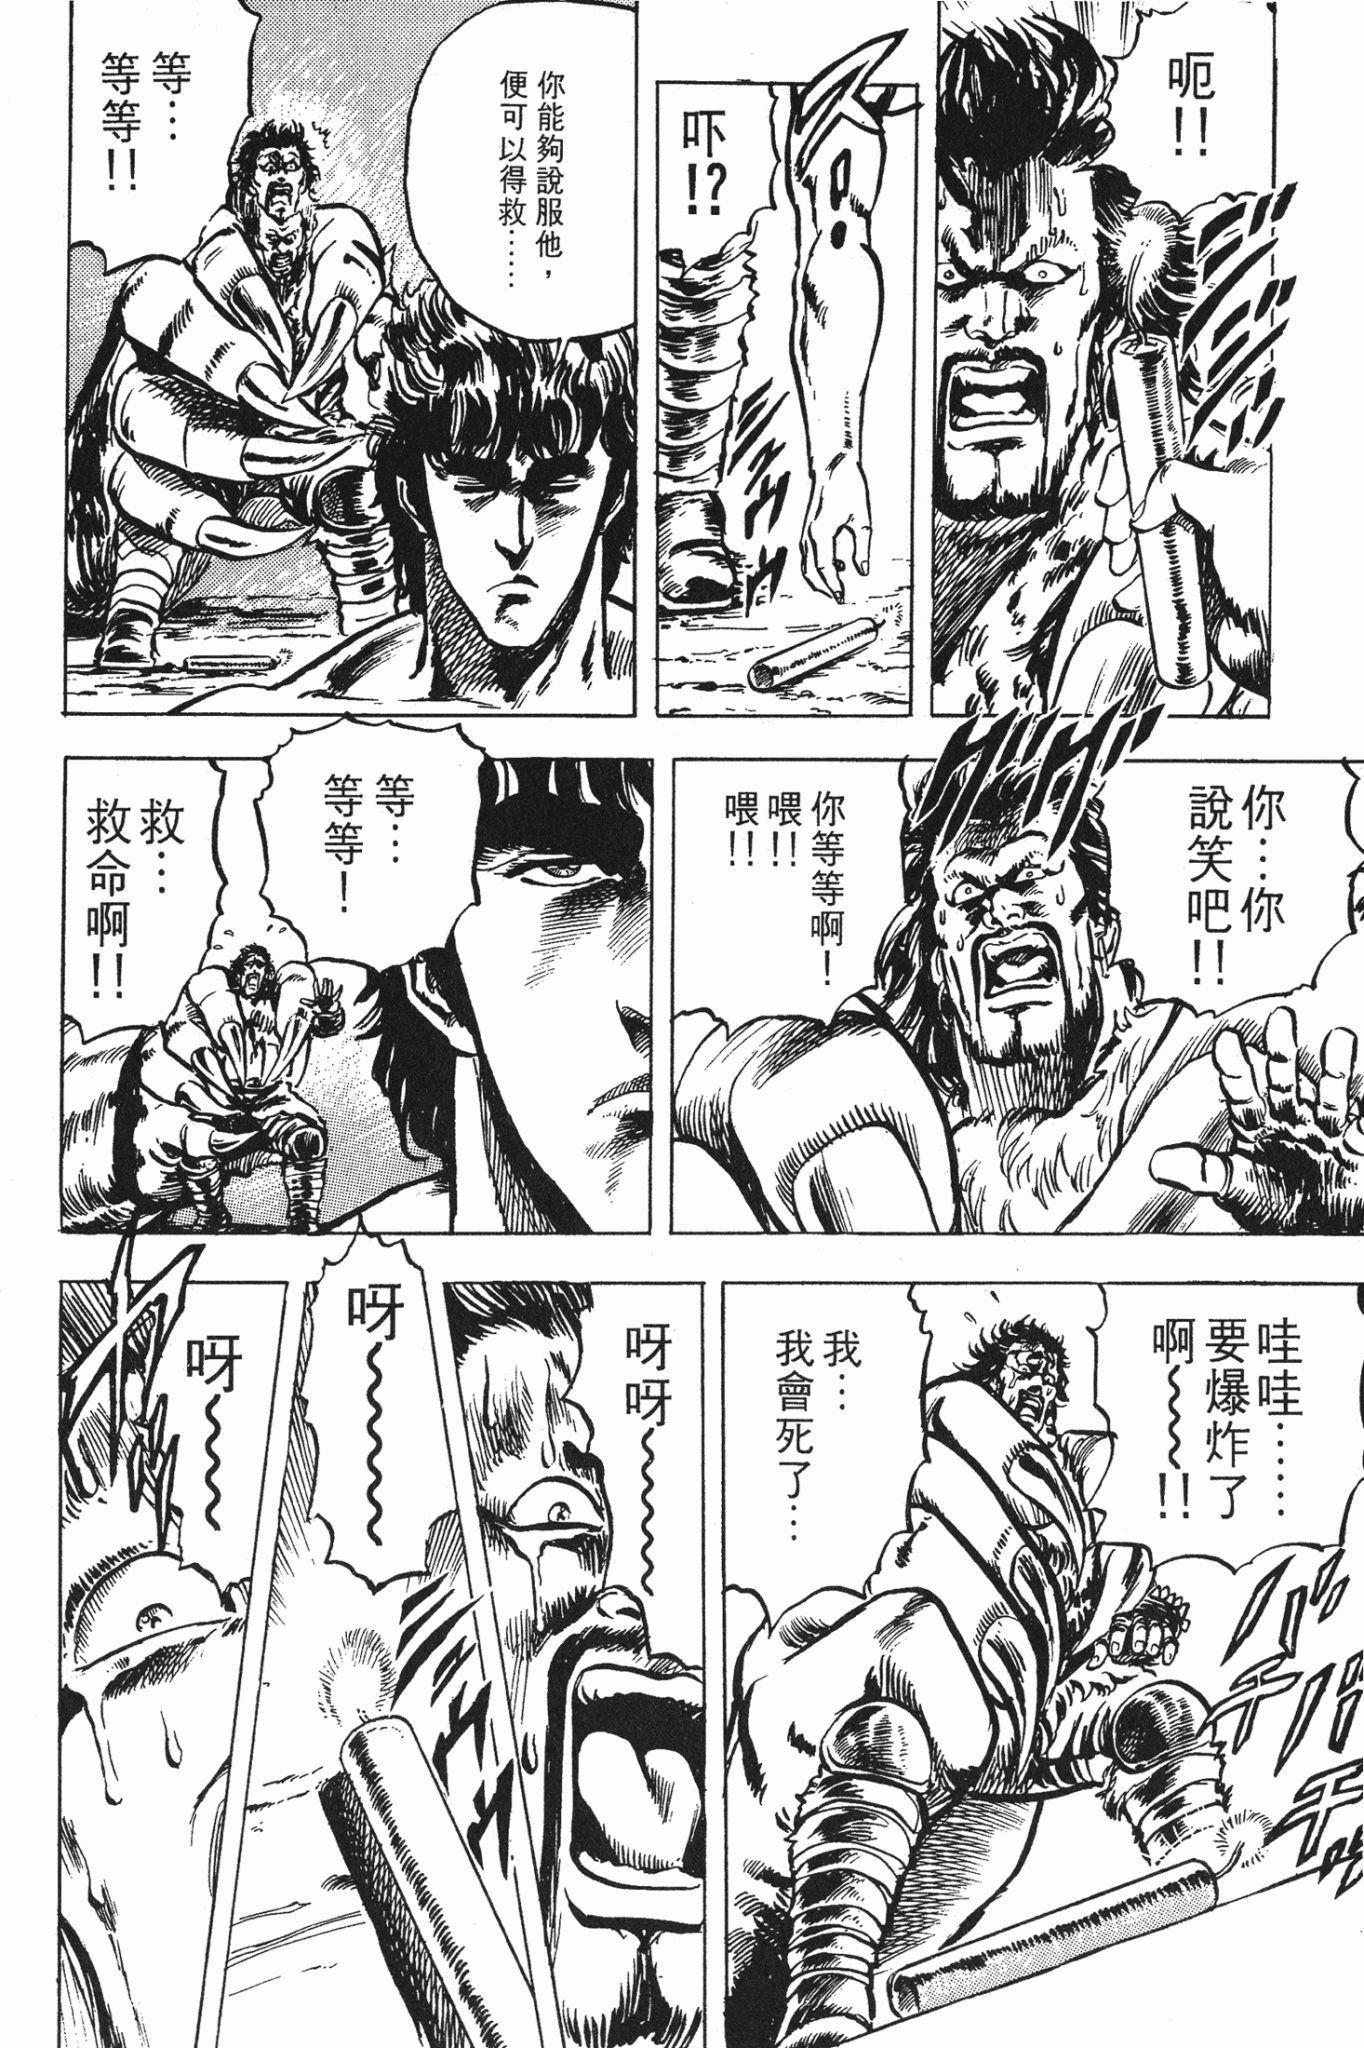 呃!!
吓!?
你能夠說服他，
便可以得救……
等…
等等!!
你…你
說笑吧!!
你等等啊！
喂!!
喂!!
等…
等等！
救…
救命啊!!
哇哇……
要爆炸了
啊～～!!
我…
我會死了…
呀呀～～
呀～～
呀～～